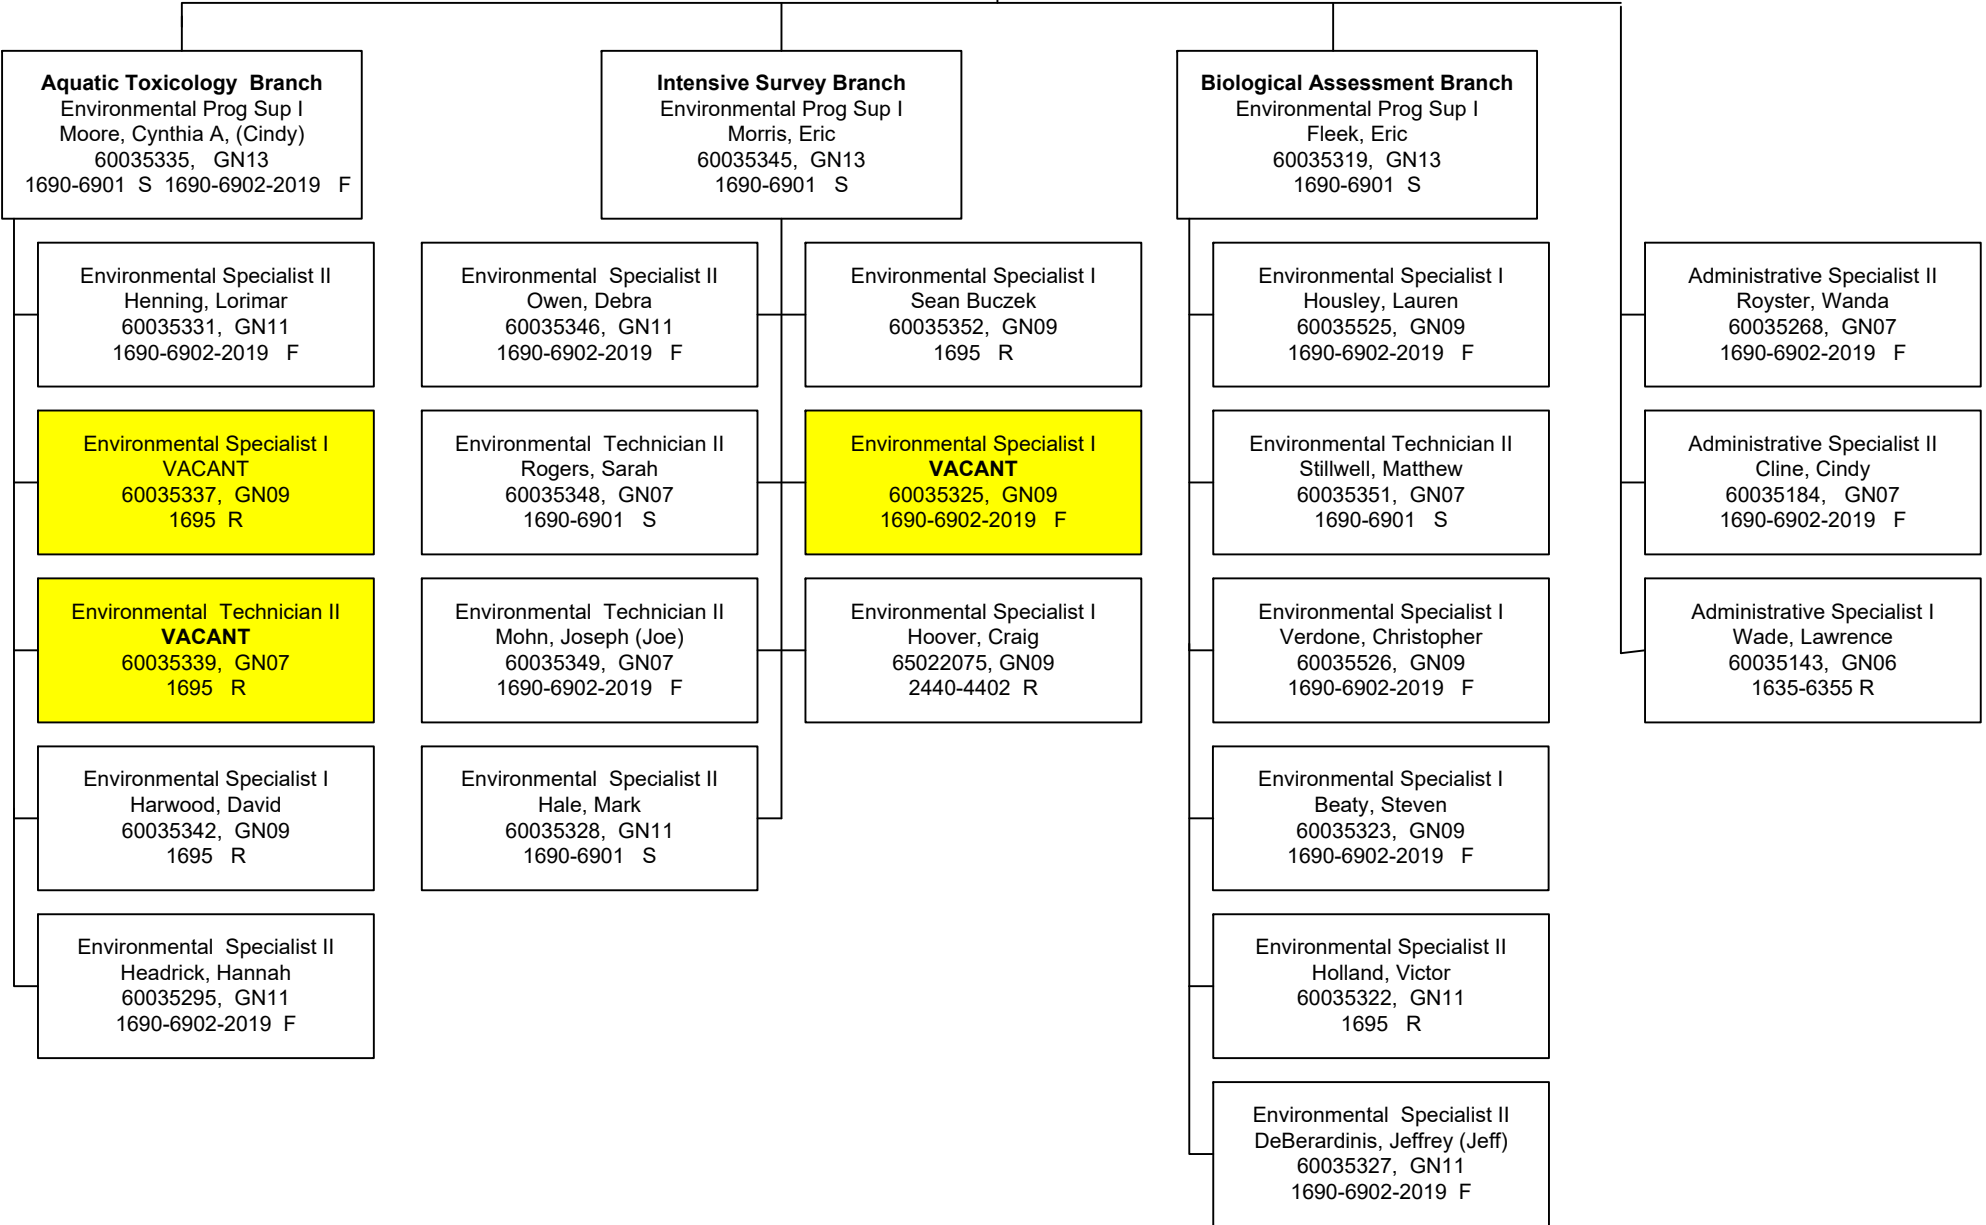 Aquatic Toxicology Branch
Environmental Prog Sup I
Moore, Cynthia A, (Cindy)
60035335, GN13
1690-6901 S 1690-6902-2019 F
Intensive Survey Branch
Environmental Prog Sup I
Morris, Eric
60035345, GN13
1690-6901 S
Biological Assessment Branch
Environmental Prog Sup I
Fleek, Eric
60035319, GN13
1690-6901 S
Environmental Specialist II
Henning, Lorimar
60035331, GN11
1690-6902-2019 F
Environmental Specialist I
VACANT
60035337, GN09
1695 R
Environmental Technician II
VACANT
60035339, GN07
1695 R
Environmental Specialist I
Harwood, David
60035342, GN09
1695 R
Environmental Specialist II
Headrick, Hannah
60035295, GN11
1690-6902-2019 F
Environmental Specialist II
Owen, Debra
60035346, GN11
1690-6902-2019 F
Environmental Technician II
Rogers, Sarah
60035348, GN07
1690-6901 S
Environmental Technician II
Mohn, Joseph (Joe)
60035349, GN07
1690-6902-2019 F
Environmental Specialist II
Hale, Mark
60035328, GN11
1690-6901 S
Environmental Specialist I
Sean Buczek
60035352, GN09
1695 R
Environmental Specialist I
VACANT
60035325, GN09
1690-6902-2019 F
Environmental Specialist I
Hoover, Craig
65022075, GN09
2440-4402 R
Environmental Specialist I
Housley, Lauren
60035525, GN09
1690-6902-2019 F
Environmental Technician II
Stillwell, Matthew
60035351, GN07
1690-6901 S
Environmental Specialist I
Verdone, Christopher
60035526, GN09
1690-6902-2019 F
Environmental Specialist I
Beaty, Steven
60035323, GN09
1690-6902-2019 F
Environmental Specialist II
Holland, Victor
60035322, GN11
1695 R
Environmental Specialist II
DeBerardinis, Jeffrey (Jeff)
60035327, GN11
1690-6902-2019 F
Administrative Specialist II
Royster, Wanda
60035268, GN07
1690-6902-2019 F
Administrative Specialist II
Cline, Cindy
60035184, GN07
1690-6902-2019 F
Administrative Specialist I
Wade, Lawrence
60035143, GN06
1635-6355 R